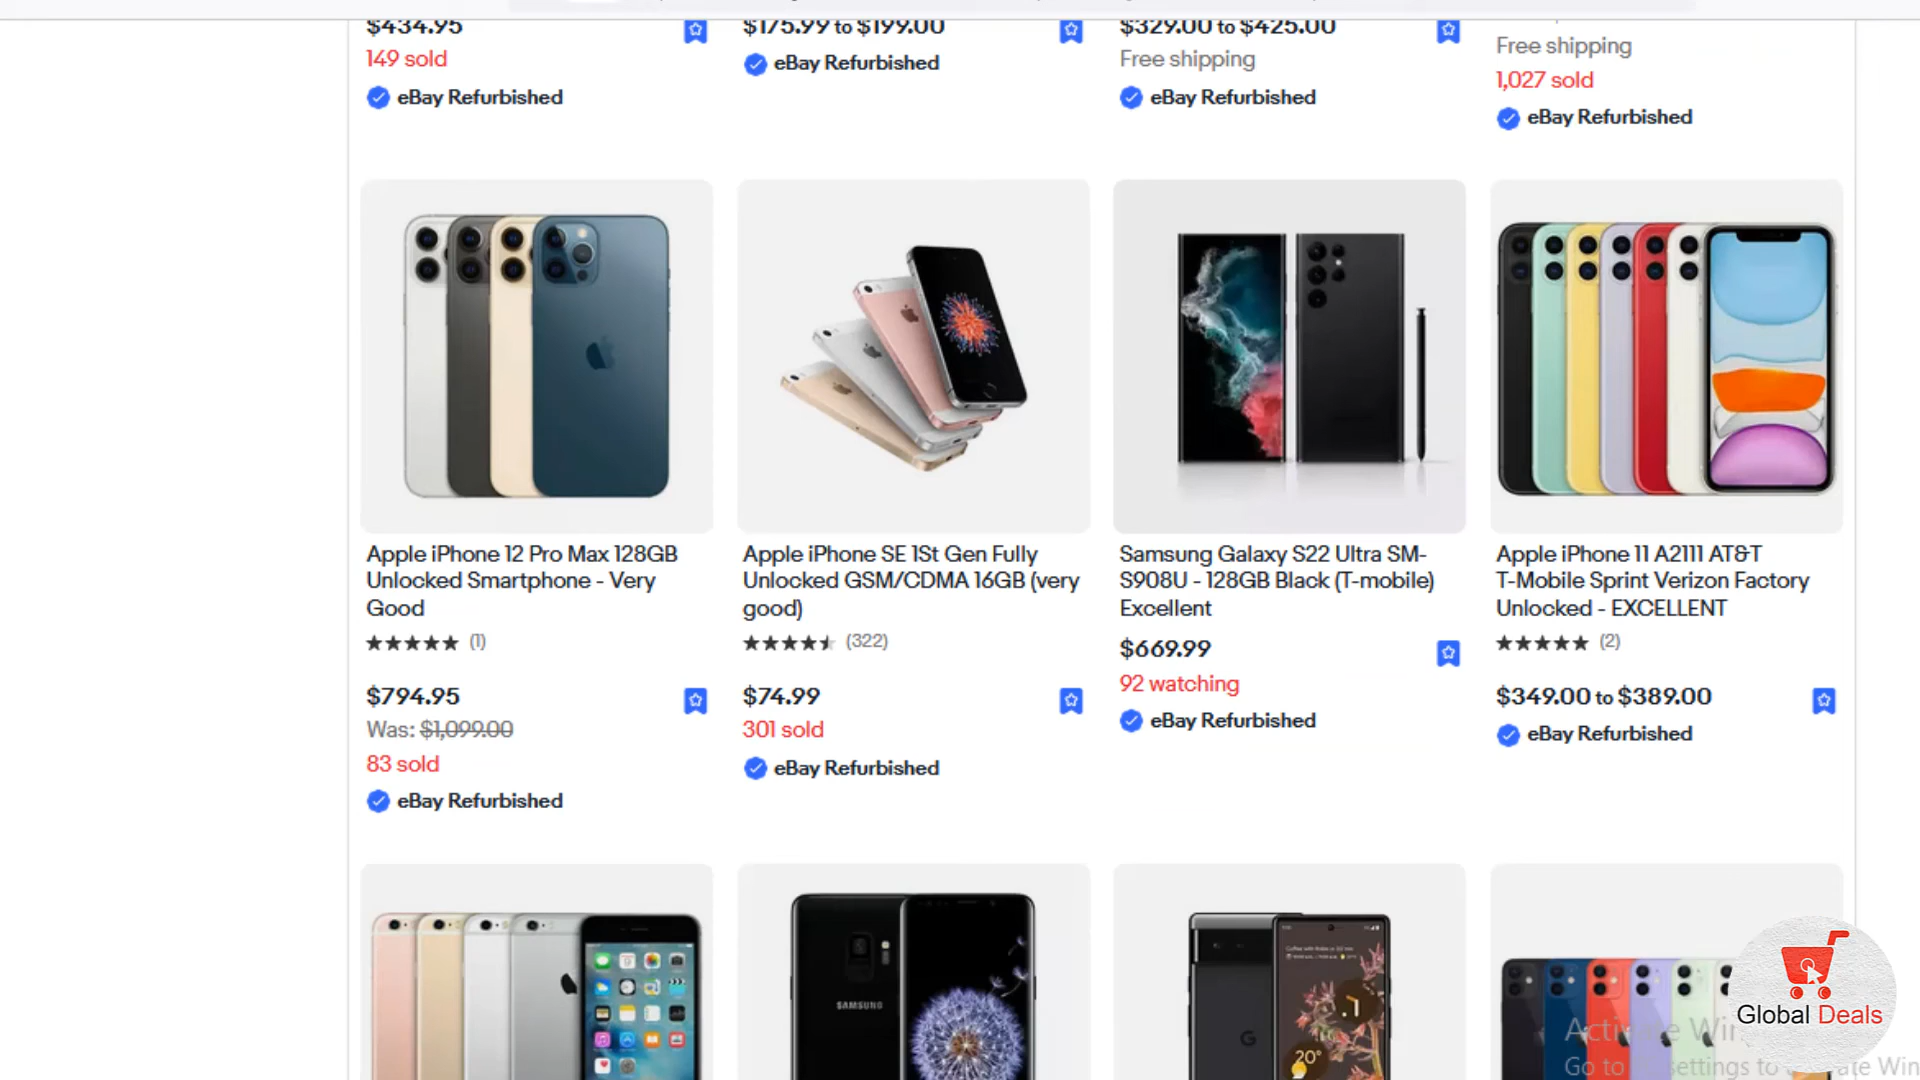 $434.95
149 sold
eBay Refurbished
$175.99 to $199.00
eBay Refurbished
$329.00 to $425.00
Free shipping
eBay Refurbished
Free shipping
1,027 sold
eBay Refurbished
Apple iPhone 12 Pro Max 128GB
Unlocked Smartphone - Very
Good
(1)
$794.95
Was: $1,099.00
83 sold
eBay Refurbished
Apple iPhone SE 1St Gen Fully
Unlocked GSM/CDMA 16GB (very
good)
(322)
$74.99
301 sold
eBay Refurbished
Samsung Galaxy S22 Ultra SM-
S908U - 128GB Black (T-mobile)
Excellent
$669.99
92 watching
eBay Refurbished
Apple iPhone 11 A2111 AT&T
T-Mobile Sprint Verizon Factory
Unlocked - EXCELLENT
(2)
$349.00 to $389.00
eBay Refurbished
SAMSUNG
G
20°
Global Deals
Go to settings to